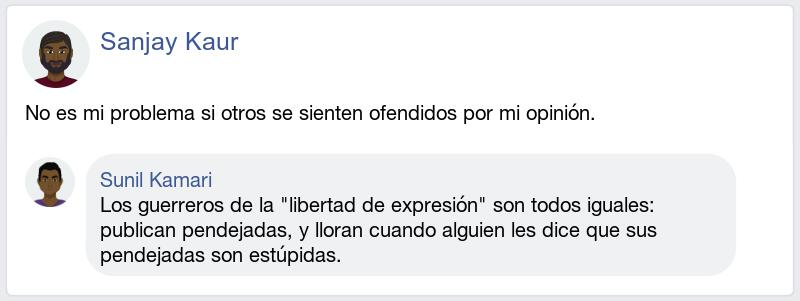 Sanjay Kaur
No es mi problema si otros se sienten ofendidos por mi opinión.
Sunil Kamari
Los guerreros de la "libertad de expresión" son todos iguales:
publican pendejadas, y lloran cuando alguien les dice que sus
pendejadas son estúpidas.